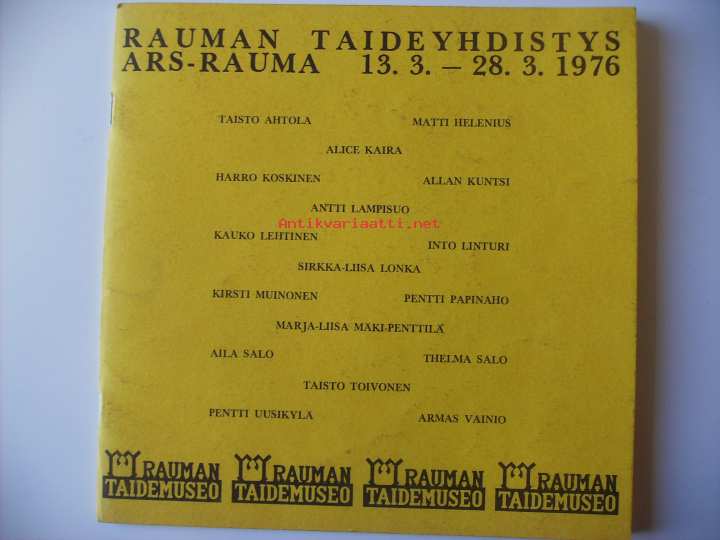 RAUMAN TAIDEYHDISTYS
ARS-RAUMA 13. 3. – 28. 3. 1976
TAISTO AHTOLA MATTI HELENIUS
ALICE KAIRA
HARRO KOSKINEN ALLAN KUNTSI
ANTTI LAMPISUO
Antikvariaatti.net
KAUKO LEHTINEN INTO LINTURI
SIRKKA-LIISA LONKA
KIRSTI MUINONEN PENTTI PAPINAHO
MARJA-LIISA MÄKI-PENTTILÄ
AILA SALO THELMA SALO
TAISTO TOIVONEN
PENTTI UUSIKYLÄ ARMAS VAINIO
RAUMAN RAUMAN RAUMAN RAUMAN
TAIDEMUSEO TAIDEMUSEO TAIDEMUSEO TAIDEMUSEO